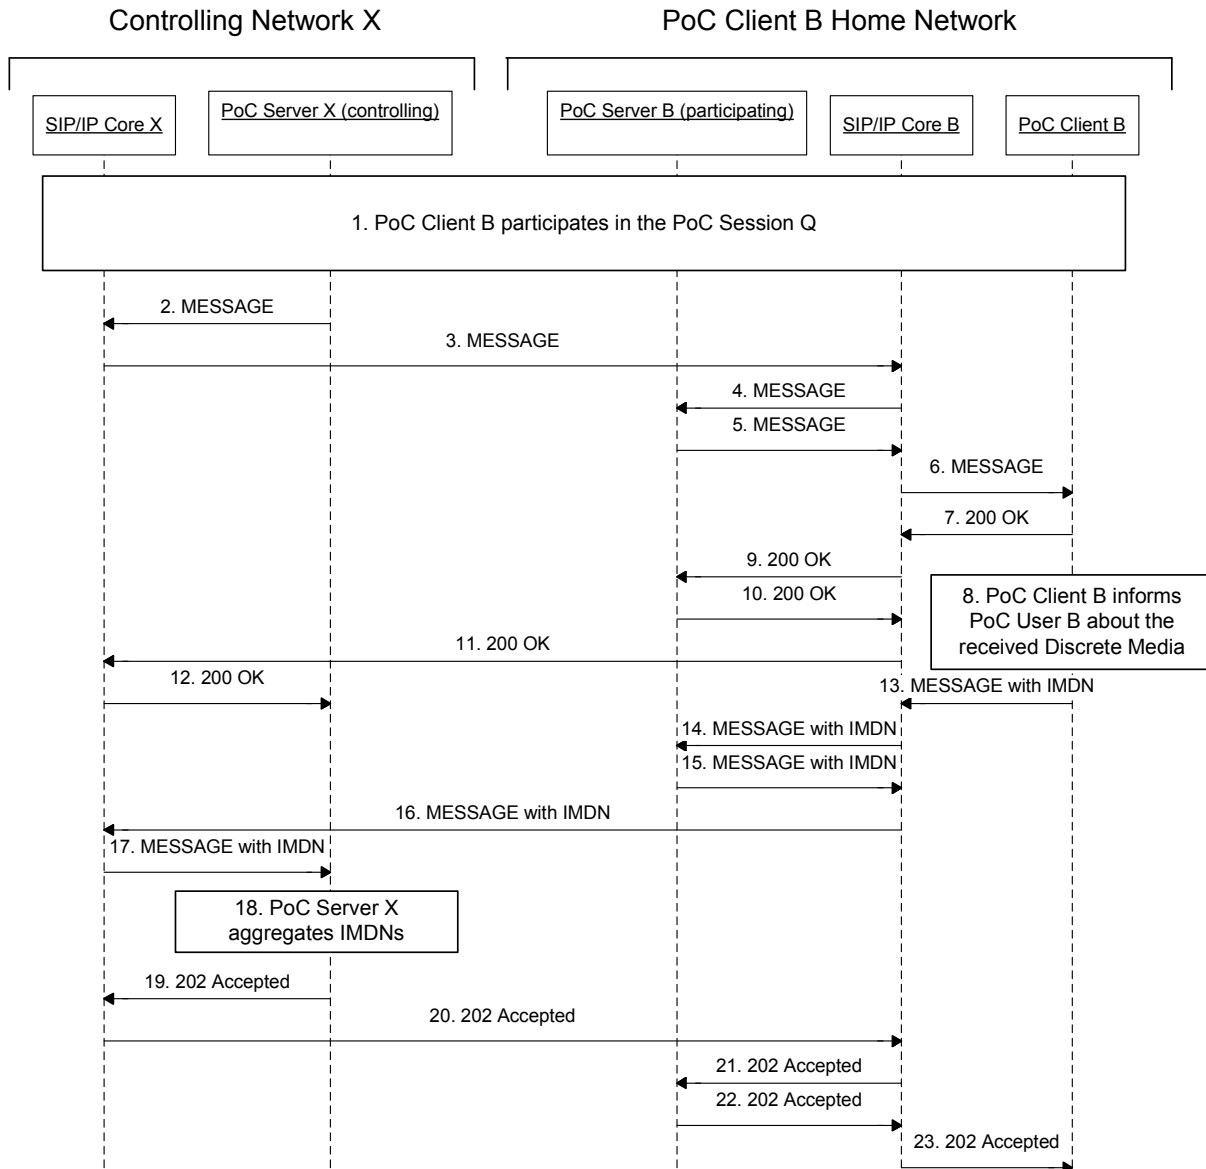 Controlling Network X
PoC Client B Home Network
SIP/IP Core X
PoC Server X (controlling)
PoC Server B (participating)
SIP/IP Core B
PoC Client B
1. PoC Client B participates in the PoC Session Q
2. MESSAGE
3. MESSAGE
4. MESSAGE
5. MESSAGE
6. MESSAGE
7. 200 OK
9. 200 OK
10. 200 OK
8. PoC Client B informs
PoC User B about the
received Discrete Media
11. 200 OK
12. 200 OK
13. MESSAGE with IMDN
14. MESSAGE with IMDN
15. MESSAGE with IMDN
16. MESSAGE with IMDN
17. MESSAGE with IMDN
18. PoC Server X
aggregates IMDNs
19. 202 Accepted
20. 202 Accepted
21. 202 Accepted
22. 202 Accepted
23. 202 Accepted